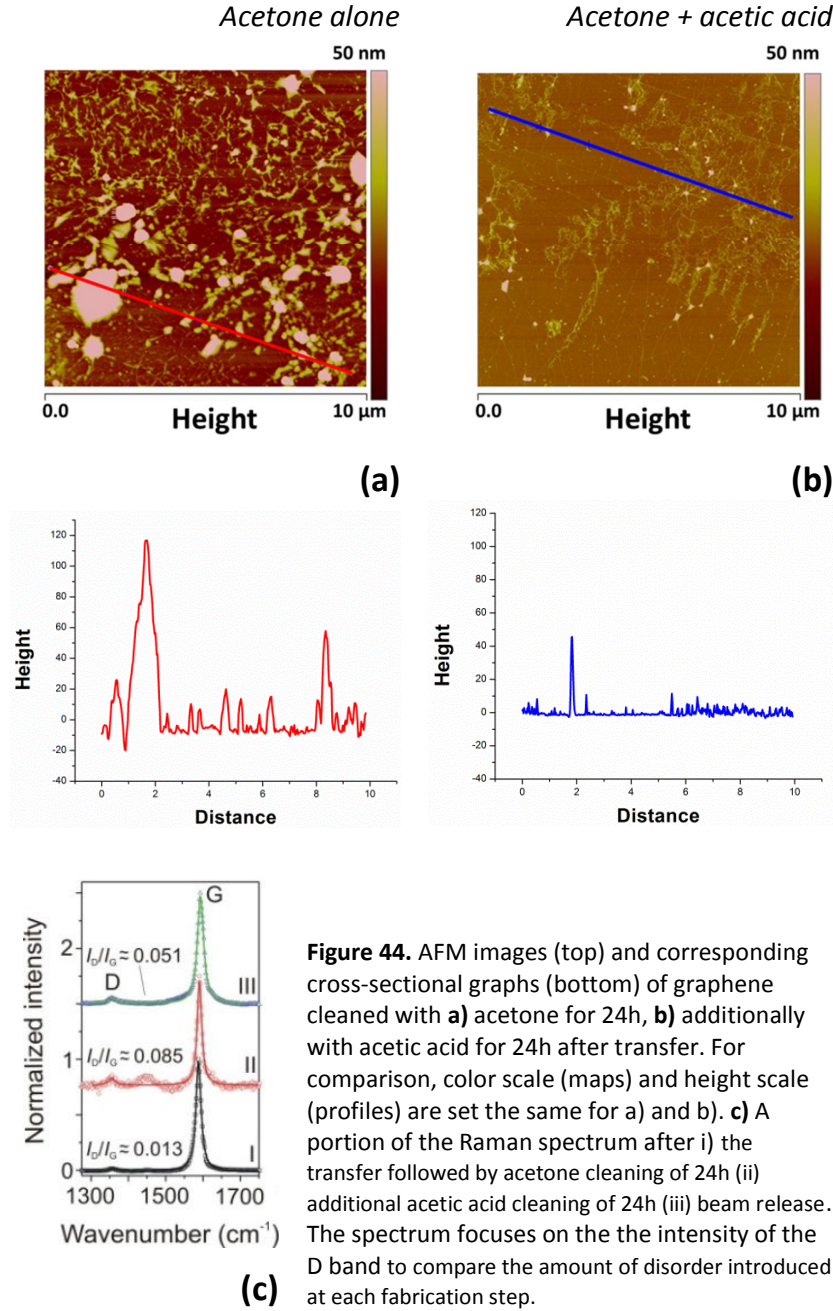 Acetone alone
Acetone + acetic acid
50 nm
50 nm
0.0
Height
10 µm
0.0
Height
10 µm
(a)
(b)
120
100
80
60
40
20
0
-20
-40
Height
0
2
4
6
8
10
Distance
120
100
80
60
40
20
0
-20
-40
Height
0
2
4
6
8
10
Distance
Normalized intensity
2
1
0
G
I_D/I_G ≈ 0.051
D
III
I_D/I_G ≈ 0.085
II
I_D/I_G ≈ 0.013
I
1300
1500
1700
Wavenumber (cm⁻¹)
(c)
Figure 44. AFM images (top) and corresponding
cross-sectional graphs (bottom) of graphene
cleaned with a) acetone for 24h, b) additionally
with acetic acid for 24h after transfer. For
comparison, color scale (maps) and height scale
(profiles) are set the same for a) and b). c) A
portion of the Raman spectrum after i) the
transfer followed by acetone cleaning of 24h (ii)
additional acetic acid cleaning of 24h (iii) beam release.
The spectrum focuses on the the intensity of the
D band to compare the amount of disorder introduced
at each fabrication step.